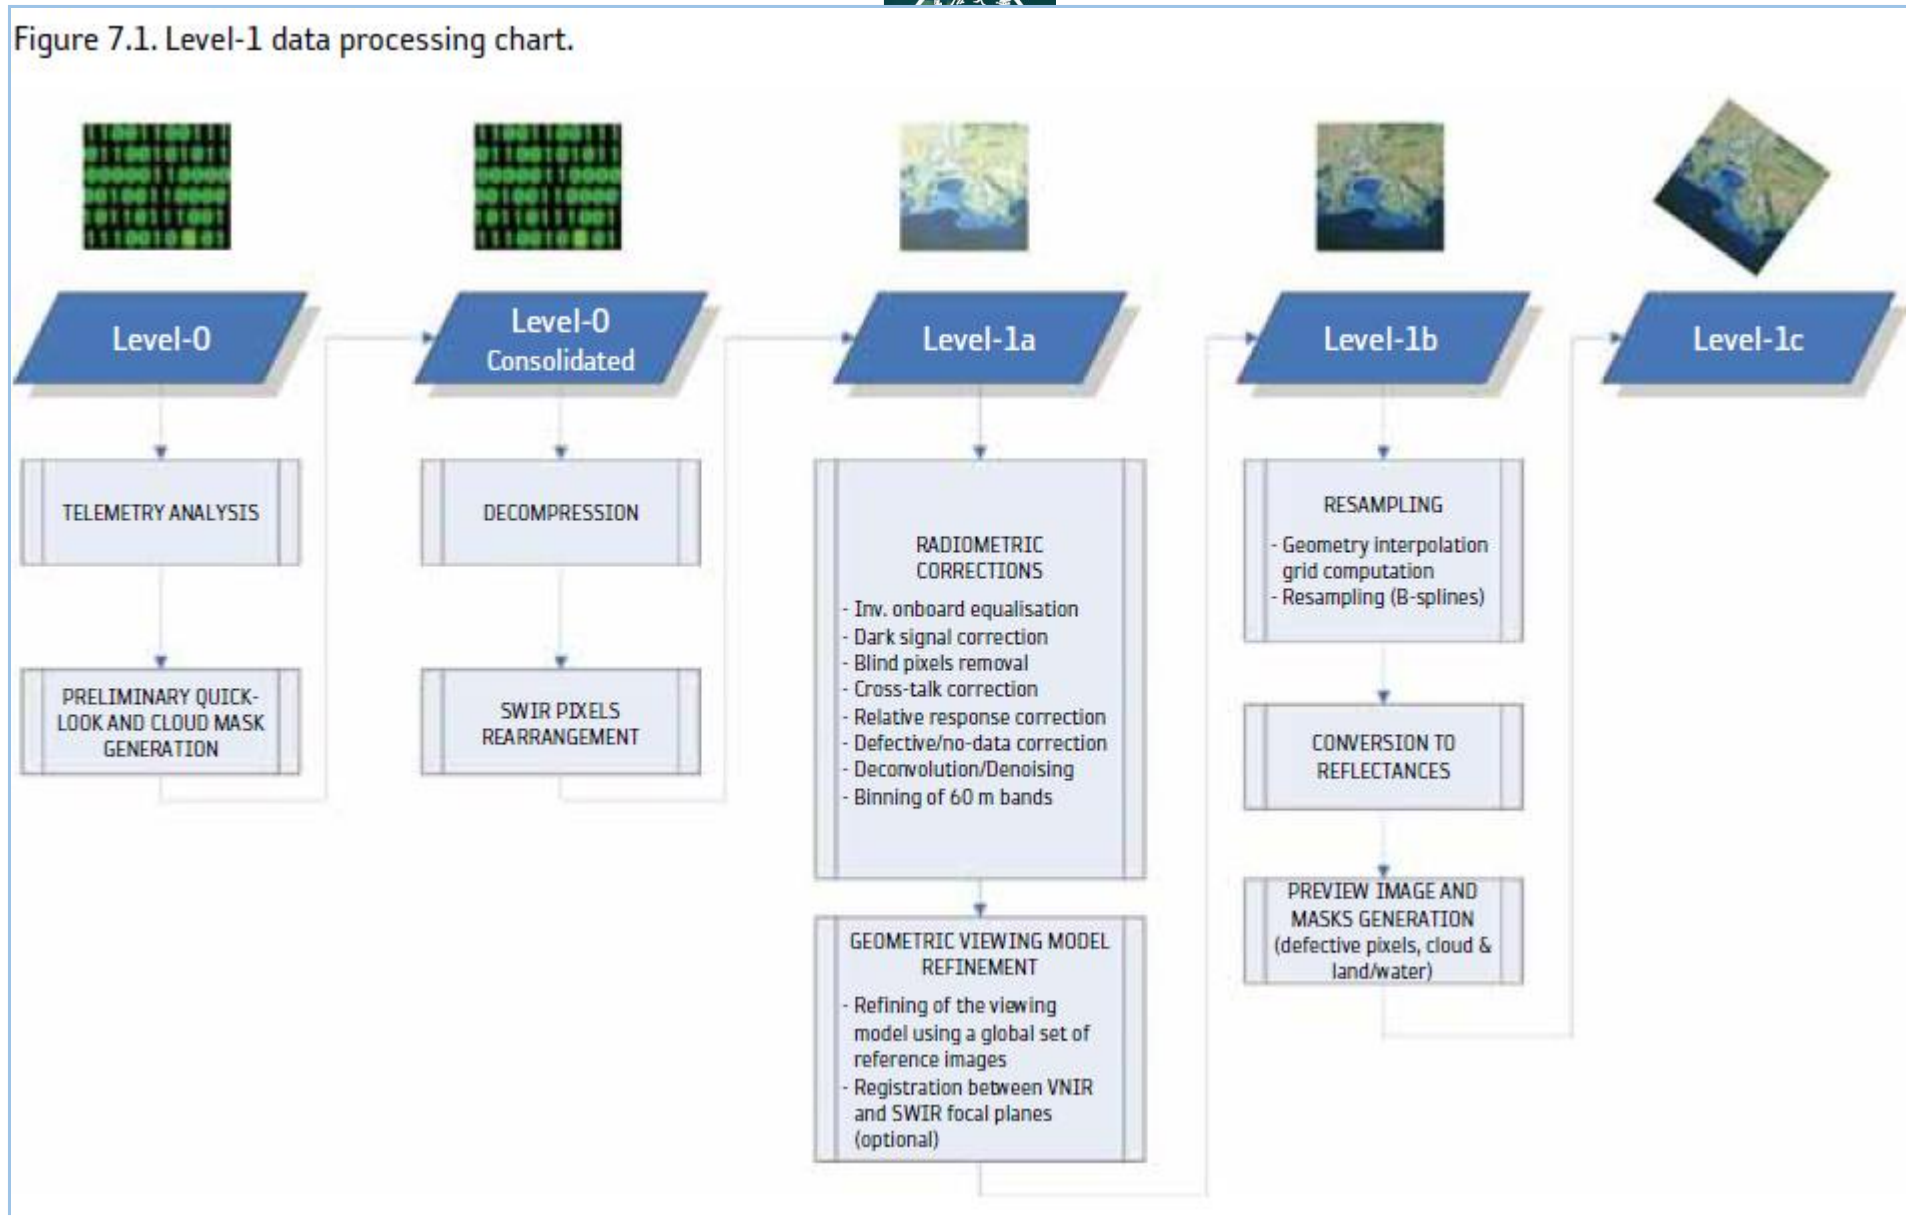 Figure 7.1. Level-1 data processing chart.
Level-0
TELEMETRY ANALYSIS
PRELIMINARY QUICK-
LOOK AND CLOUD MASK
GENERATION
Level-0
Consolidated
DECOMPRESSION
SWIR PIXELS
REARRANGEMENT
Level-1a
RADIOMETRIC
CORRECTIONS
- Inv. onboard equalisation
- Dark signal correction
- Blind pixels removal
- Cross-talk correction
- Relative response correction
- Defective/no-data correction
- Deconvolution/Denoising
- Binning of 60 m bands
GEOMETRIC VIEWING MODEL
REFINEMENT
- Refining of the viewing
model using a global set of
reference images
- Registration between VNIR
and SWIR focal planes
(optional)
Level-1b
RESAMPLING
- Geometry interpolation
grid computation
- Resampling (B-splines)
CONVERSION TO
REFLECTANCES
PREVIEW IMAGE AND
MASKS GENERATION
(defective pixels, cloud &
land/water)
Level-1c